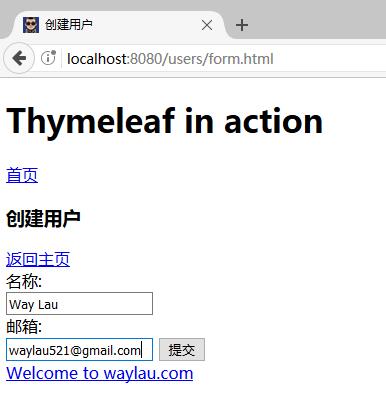 创建用户
localhost:8080/users/form.html
Thymeleaf in action
首页
创建用户
返回主页
名称:
Way Lau
邮箱:
waylau521@gmail.com 提交
Welcome to waylau.com